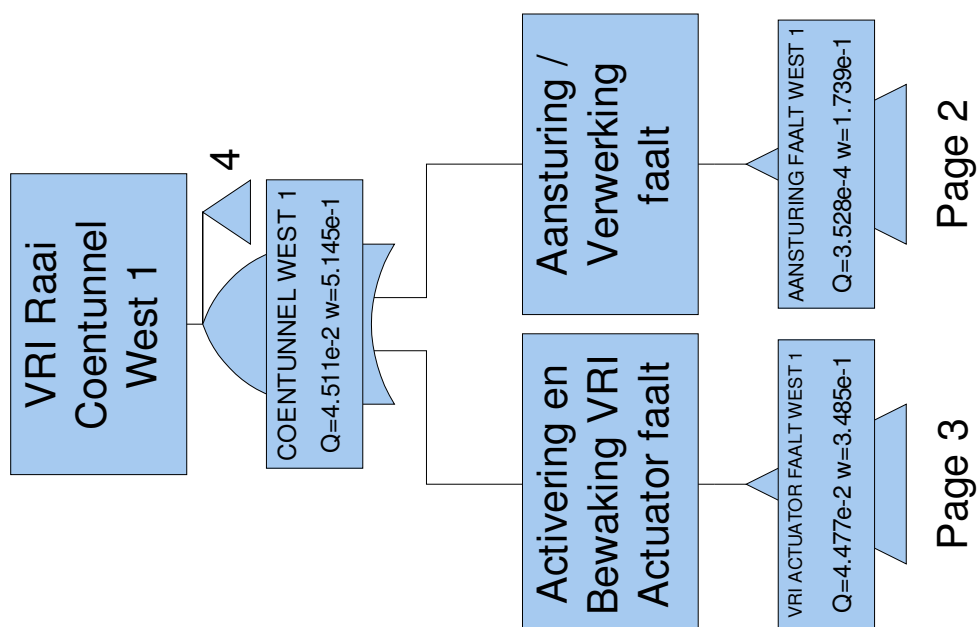 VRI Raai
Coentunnel
West 1
4
COENTUNNEL WEST 1
Q=4.511e-2 w=5.145e-1
Activering en
Bewaking VRI
Actuator faalt
VRI ACTUATOR FAALT WEST 1
Q=4.477e-2 w=3.485e-1
Page 3
Aansturing /
Verwerking
faalt
AANSTURING FAALT WEST 1
Q=3.528e-4 w=1.739e-1
Page 2